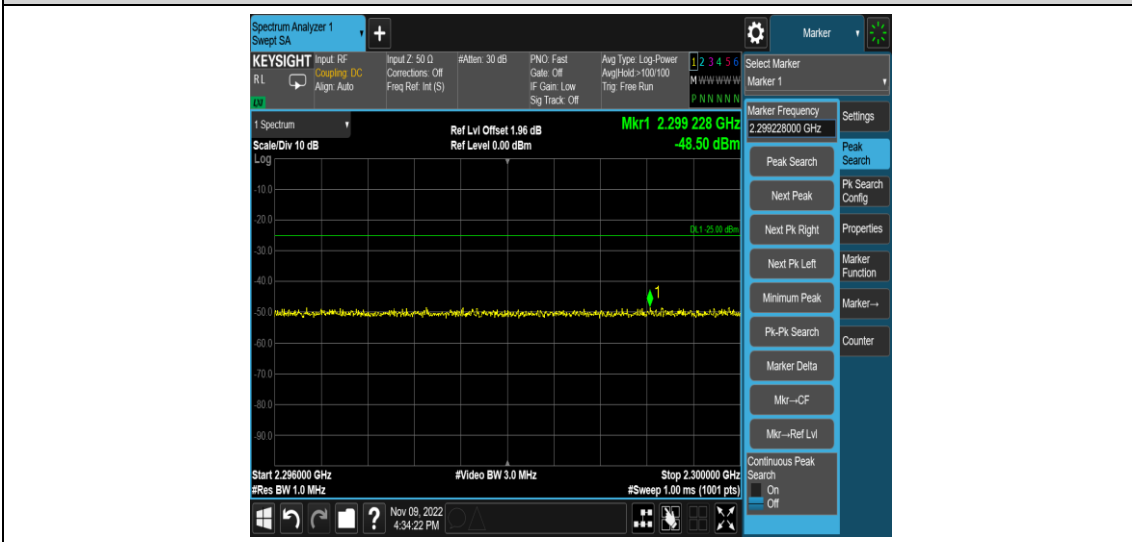 Spectrum Analyzer 1
Swept SA
KEYSIGHT
RL
LXI
Input: RF
Coupling: DC
Align: Auto
Input Z: 50 Ω
Corrections: Off
Freq Ref: Int (S)
#Atten: 30 dB
PNO: Fast
Gate: Off
IF Gain: Low
Sig Track: Off
Avg Type: Log-Power
Avg|Hold:>100/100
Trig: Free Run
1 2 3 4 5 6
M W W W W W
P N N N N N
1 Spectrum
Scale/Div 10 dB
Log
Ref Lvl Offset 1.96 dB
Ref Level 0.00 dBm
Mkr1 2.299 228 GHz
-48.50 dBm
-10.0
-20.0
DL1 -25.00 dBm
-30.0
-40.0
1
-50.0
-60.0
-70.0
-80.0
-90.0
Start 2.296000 GHz
#Res BW 1.0 MHz
#Video BW 3.0 MHz
Stop 2.300000 GHz
#Sweep 1.00 ms (1001 pts)
Nov 09, 2022
4:34:22 PM
?
Marker
Select Marker
Marker 1
Marker Frequency
2.299228000 GHz
Peak Search
Next Peak
Next Pk Right
Next Pk Left
Minimum Peak
Pk-Pk Search
Marker Delta
Mkr→CF
Mkr→Ref Lvl
Continuous Peak
Search
On
Off
Settings
Peak
Search
Pk Search
Config
Properties
Marker
Function
Marker→
Counter